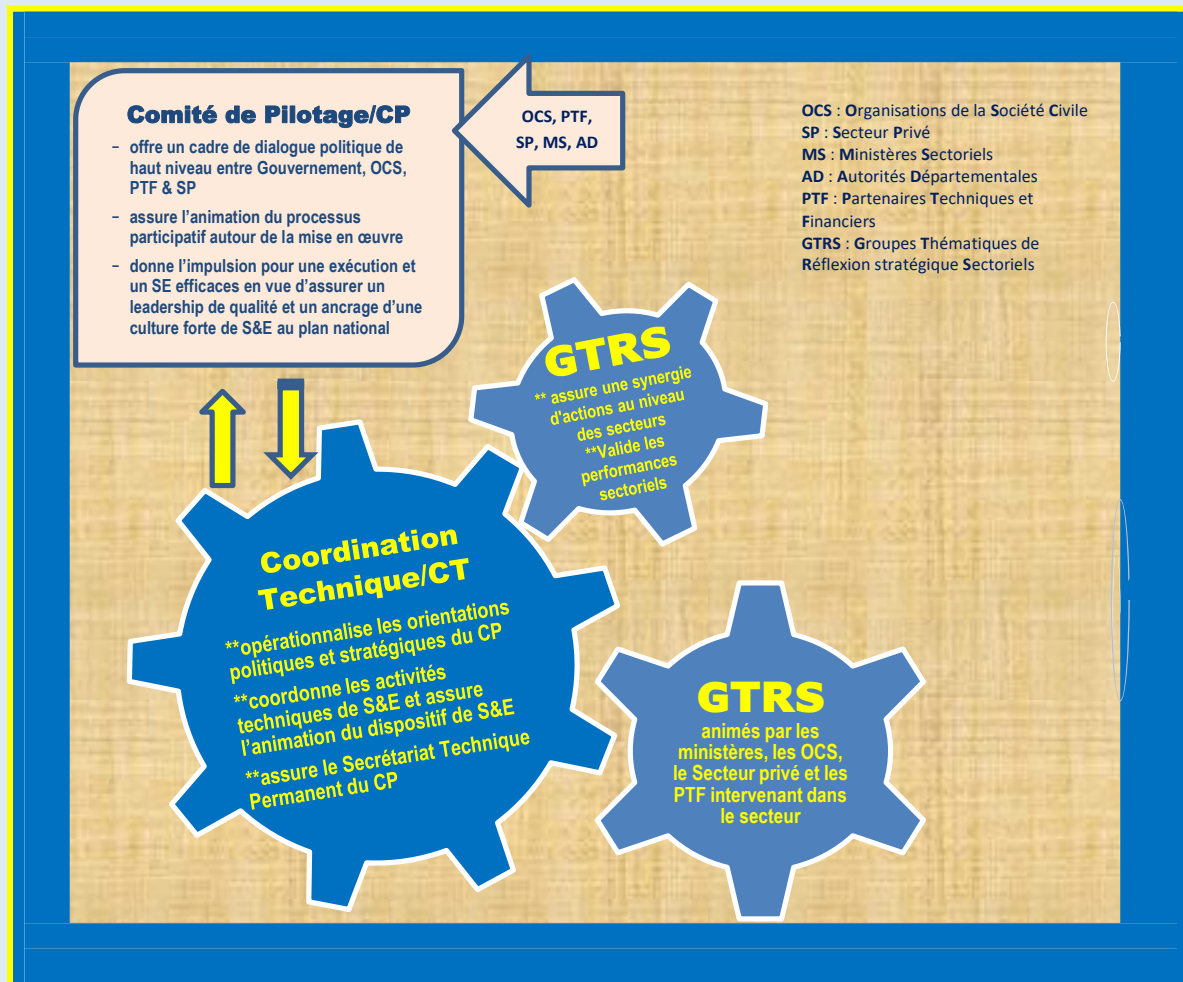 Comité de Pilotage/CP
− offre un cadre de dialogue politique de
haut niveau entre Gouvernement, OCS,
PTF & SP
− assure l’animation du processus
participatif autour de la mise en œuvre
− donne l’impulsion pour une exécution et
un SE efficaces en vue d’assurer un
leadership de qualité et un ancrage d’une
culture forte de S&E au plan national
OCS, PTF,
SP, MS, AD
OCS : Organisations de la Société Civile
SP : Secteur Privé
MS : Ministères Sectoriels
AD : Autorités Départementales
PTF : Partenaires Techniques et
Financiers
GTRS : Groupes Thématiques de
Réflexion stratégique Sectoriels
GTRS
** assure une synergie
d'actions au niveau
des secteurs
**Valide les
performances
sectoriels
Coordination
Technique/CT
**opérationnalise les orientations
politiques et stratégiques du CP
**coordonne les activités
techniques de S&E et assure
l’animation du dispositif de S&E
**assure le Secrétariat Technique
Permanent du CP
GTRS
animés par les
ministères, les OCS,
le Secteur privé et les
PTF intervenant dans
le secteur